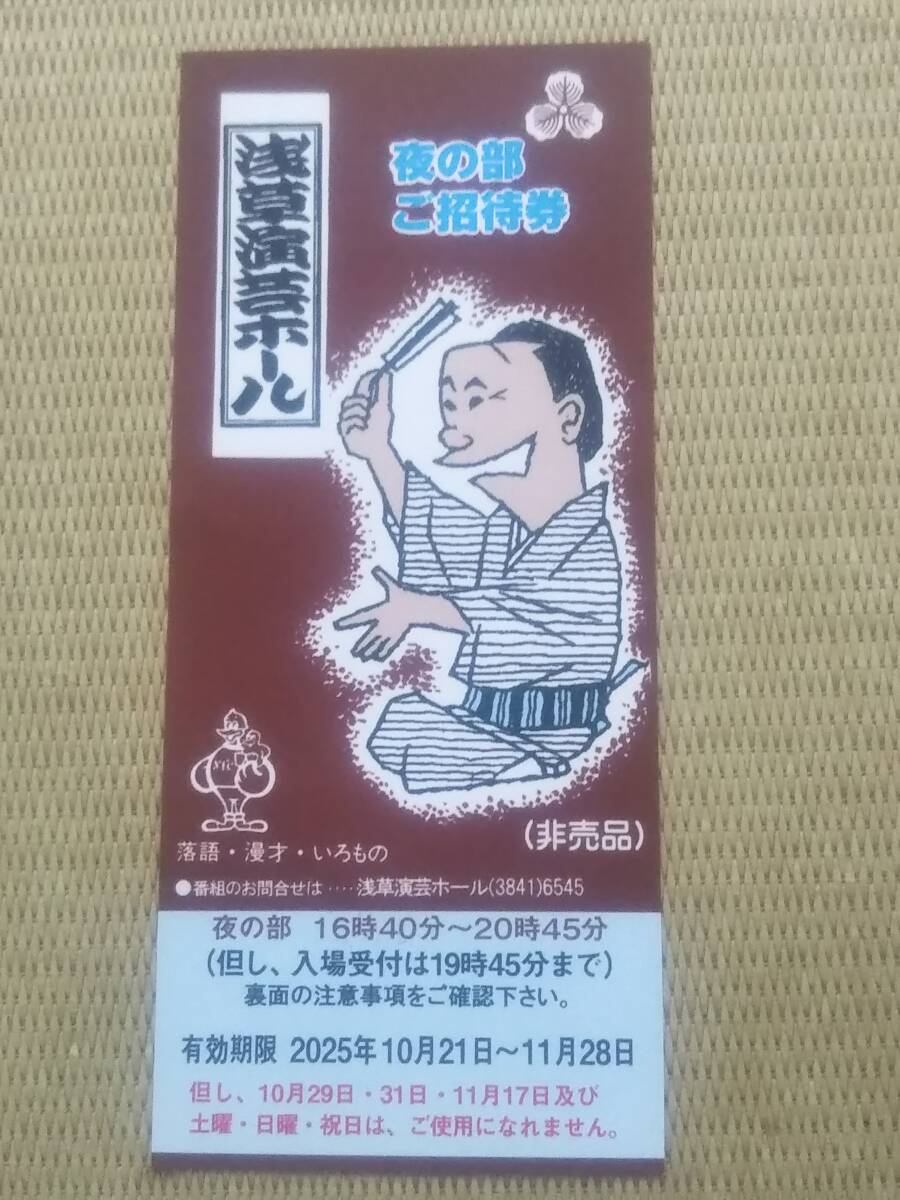 浅草演芸ホール
夜の部
ご招待券
(非売品)
落語・漫才・いろもの
●番組のお問合せは‥‥浅草演芸ホール(3841)6545
夜の部 16時40分～20時45分
(但し、入場受付は19時45分まで)
裏面の注意事項をご確認下さい。
有効期限 2025年10月21日～11月28日
但し、10月29日・31日・11月17日及び
土曜・日曜・祝日は、ご使用になれません。